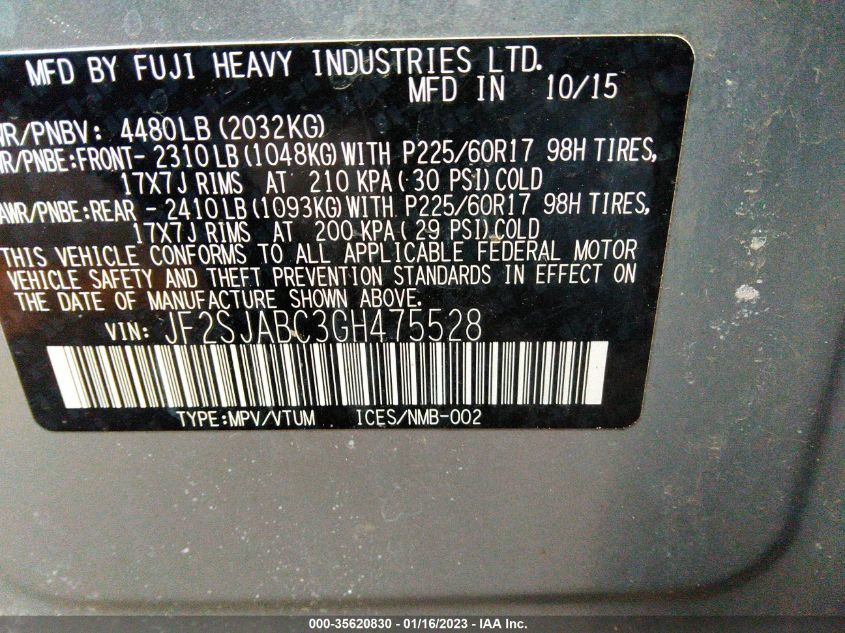 MFD BY FUJI HEAVY INDUSTRIES LTD.
MFD IN 10/15
WR/PNBV: 4480LB (2032KG)
WR/PNBE:FRONT- 2310LB (1048KG) WITH P225/60R17 98H TIRES,
17X7J RIMS AT 210 KPA( 30 PSI) COLD
AWR/PNBE:REAR - 2410LB (1093KG) WITH P225/60R17 98H TIRES,
17X7J RIMS AT 200 KPA( 29 PSI) COLD
THIS VEHICLE CONFORMS TO ALL APPLICABLE FEDERAL MOTOR
VEHICLE SAFETY AND THEFT PREVENTION STANDARDS IN EFFECT ON
THE DATE OF MANUFACTURE SHOWN ABOVE.
VIN: JF2SJABC3GH475528
TYPE:MPV/VTUM ICES/NMB-002
000-35620830 - 01/16/2023 - IAA Inc.